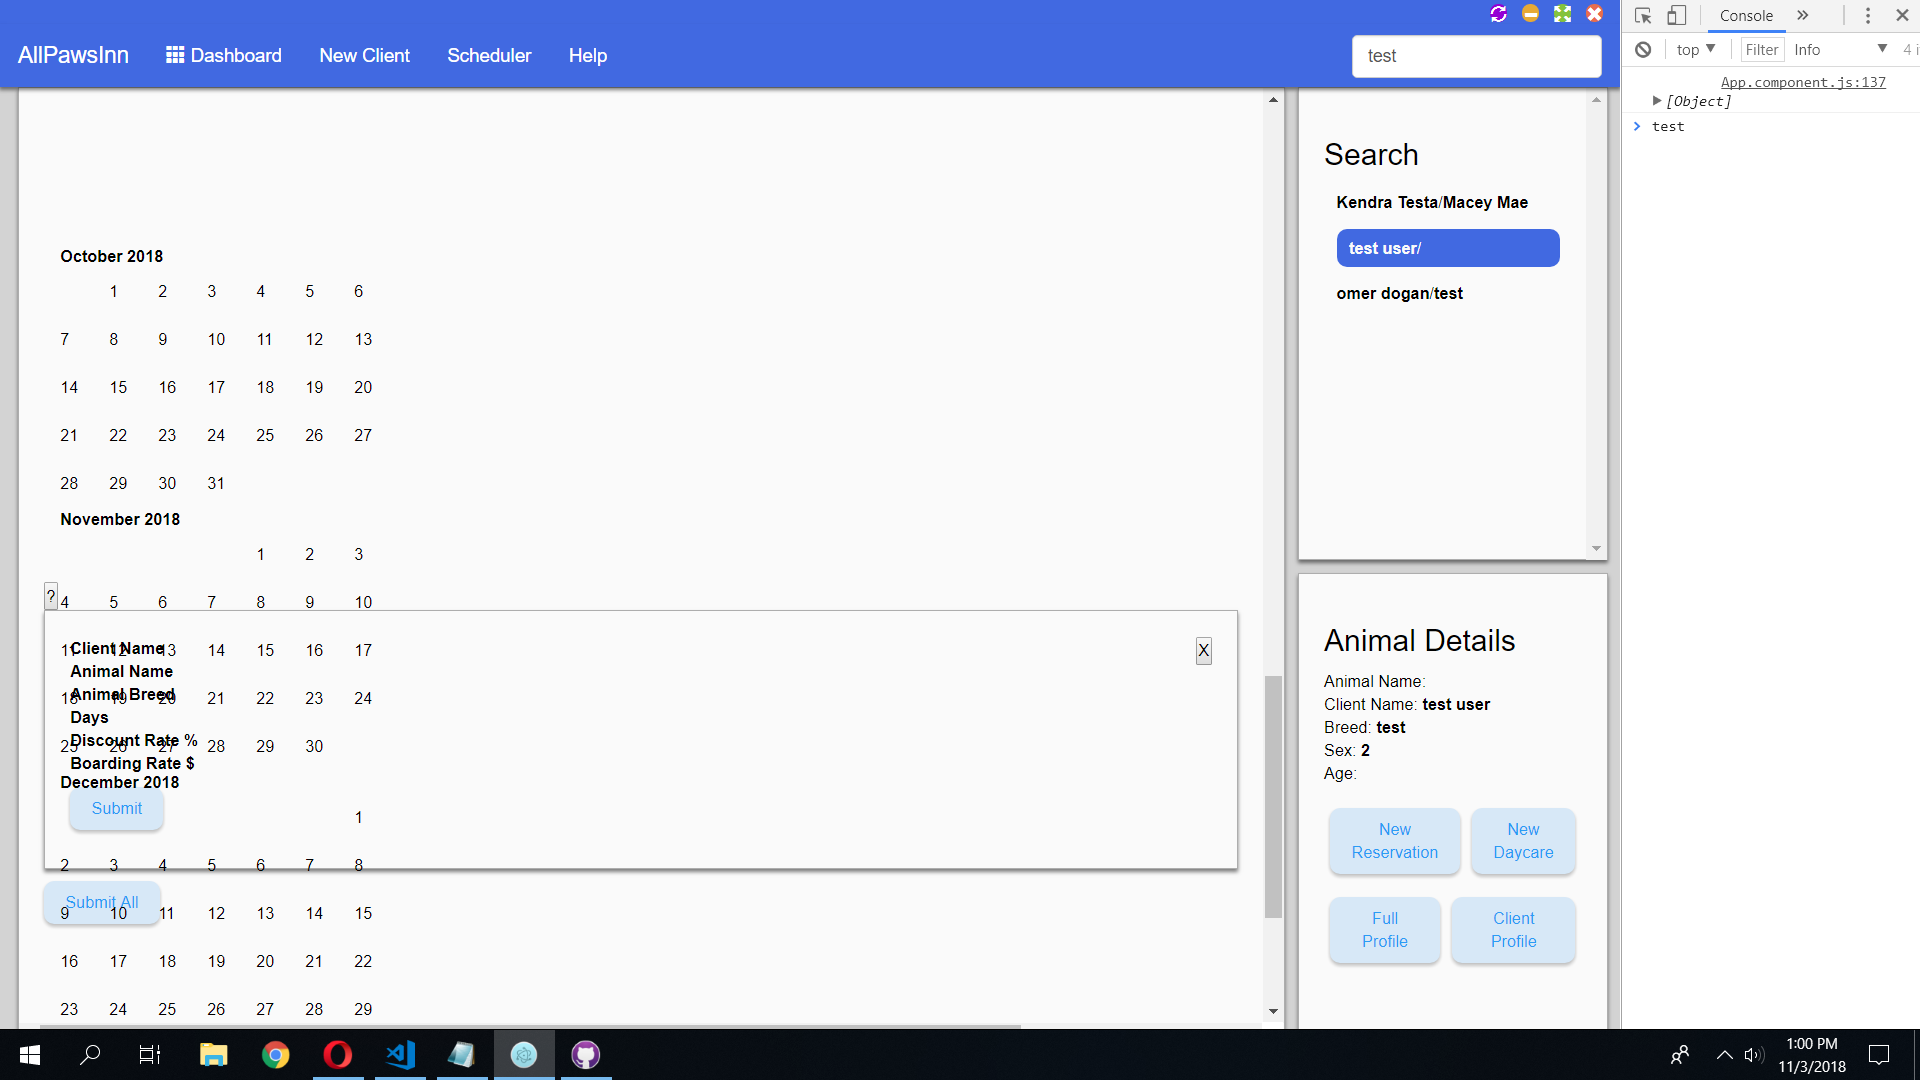 AllPawsInn Dashboard New Client Scheduler Help test
October 2018
1 2 3 4 5 6
7 8 9 10 11 12 13
14 15 16 17 18 19 20
21 22 23 24 25 26 27
28 29 30 31
November 2018
1 2 3
?
4 5 6 7 8 9 10
11 12 13 14 15 16 17
Client Name
X
Animal Name
18 19 20 21 22 23 24
Animal Breed
Days
25 26 27 28 29 30
Discount Rate %
Boarding Rate $
December 2018
Submit
1
2 3 4 5 6 7 8
Submit All
9 10 11 12 13 14 15
16 17 18 19 20 21 22
23 24 25 26 27 28 29
Search
Kendra Testa/Macey Mae
test user/
omer dogan/test
Animal Details
Animal Name:
Client Name: test user
Breed: test
Sex: 2
Age:
New
Reservation
New
Daycare
Full
Profile
Client
Profile
Console »
top Filter Info 4 i
App.component.js:137
[Object]
test
1:00 PM
11/3/2018